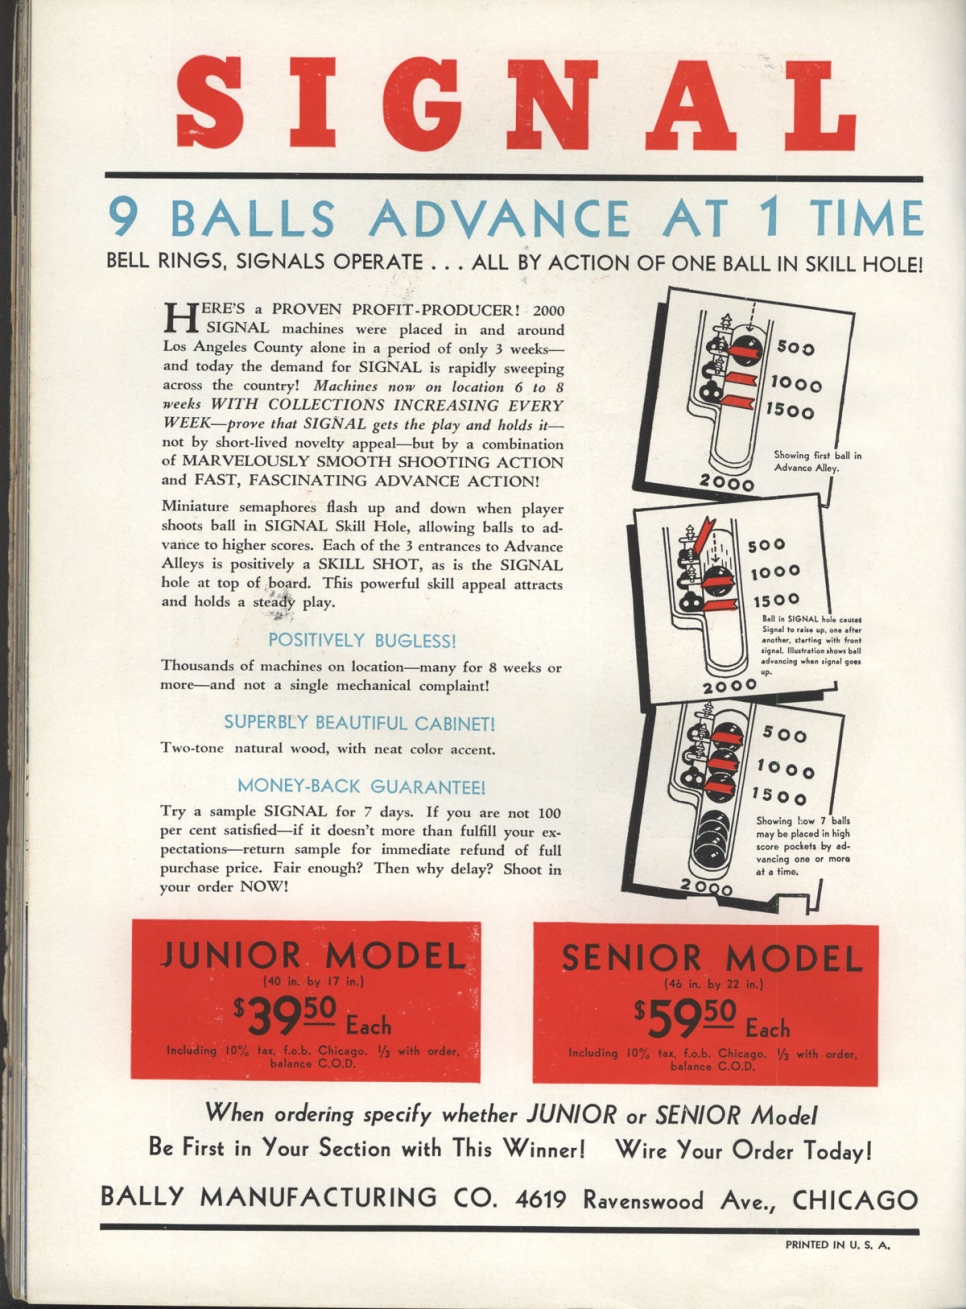 SIGNAL
9 BALLS ADVANCE AT 1 TIME
BELL RINGS, SIGNALS OPERATE . . . ALL BY ACTION OF ONE BALL IN SKILL HOLE!
HERE'S a PROVEN PROFIT-PRODUCER! 2000
SIGNAL machines were placed in and around
Los Angeles County alone in a period of only 3 weeks—
and today the demand for SIGNAL is rapidly sweeping
across the country! Machines now on location 6 to 8
weeks WITH COLLECTIONS INCREASING EVERY
WEEK—prove that SIGNAL gets the play and holds it—
not by short-lived novelty appeal—but by a combination
of MARVELOUSLY SMOOTH SHOOTING ACTION
and FAST, FASCINATING ADVANCE ACTION!
Miniature semaphores flash up and down when player
shoots ball in SIGNAL Skill Hole, allowing balls to ad-
vance to higher scores. Each of the 3 entrances to Advance
Alleys is positively a SKILL SHOT, as is the SIGNAL
hole at top of board. This powerful skill appeal attracts
and holds a steady play.
POSITIVELY BUGLESS!
Thousands of machines on location—many for 8 weeks or
more—and not a single mechanical complaint!
SUPERBLY BEAUTIFUL CABINET!
Two-tone natural wood, with neat color accent.
MONEY-BACK GUARANTEE!
Try a sample SIGNAL for 7 days. If you are not 100
per cent satisfied—if it doesn't more than fulfill your ex-
pectations—return sample for immediate refund of full
purchase price. Fair enough? Then why delay? Shoot in
your order NOW!
500
1000
1500
Showing first ball in
Advance Alley.
2000
500
1000
1500
Ball in SIGNAL hole causes
Signal to raise up, one after
another, starting with front
signal. Illustration shows ball
advancing when signal goes
up.
2000
500
1000
1500
Showing how 7 balls
may be placed in high
score pockets by ad-
vancing one or more
at a time.
2000
JUNIOR MODEL
(40 in. by 17 in.)
$39.50 Each
Including 10% tax, f.o.b. Chicago. 1/3 with order,
balance C.O.D.
SENIOR MODEL
(46 in. by 22 in.)
$59.50 Each
Including 10% tax, f.o.b. Chicago. 1/3 with order,
balance C.O.D.
When ordering specify whether JUNIOR or SENIOR Model
Be First in Your Section with This Winner! Wire Your Order Today!
BALLY MANUFACTURING CO. 4619 Ravenswood Ave., CHICAGO
PRINTED IN U. S. A.